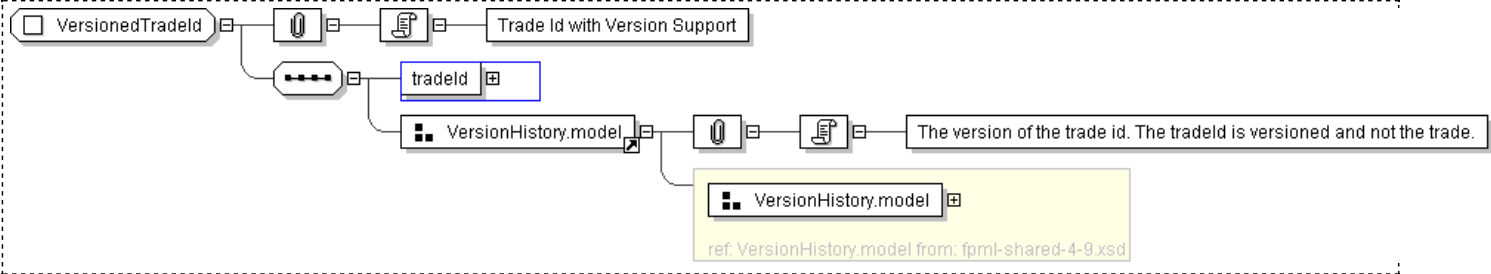 VersionedTradeId
Trade Id with Version Support
tradeId
VersionHistory.model
The version of the trade id. The tradeId is versioned and not the trade.
VersionHistory.model
ref: VersionHistory.model from: fpml-shared-4-9.xsd